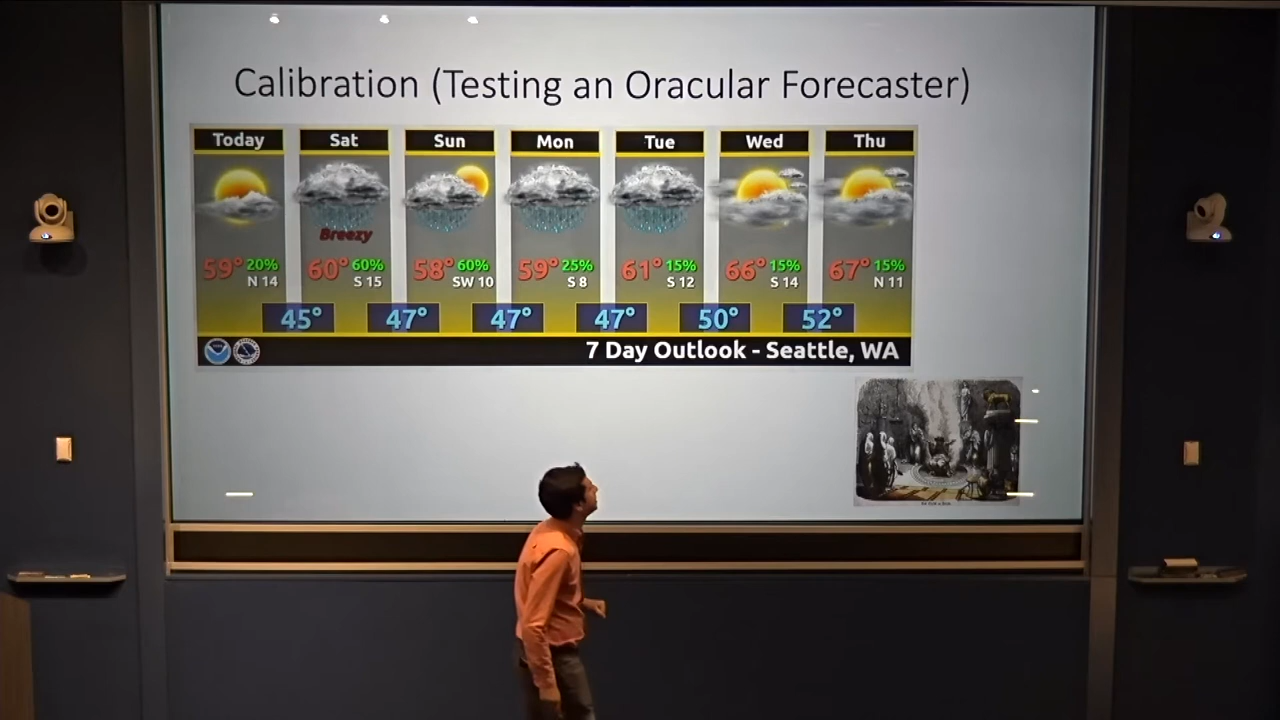 Calibration (Testing an Oracular Forecaster)
Today Sat Sun Mon Tue Wed Thu
Breezy
59° 20% 60° 60% 58° 60% 59° 25% 61° 15% 66° 15% 67° 15%
N 14 S 15 SW 10 S 8 S 12 S 14 N 11
45° 47° 47° 47° 50° 52°
7 Day Outlook - Seattle, WA